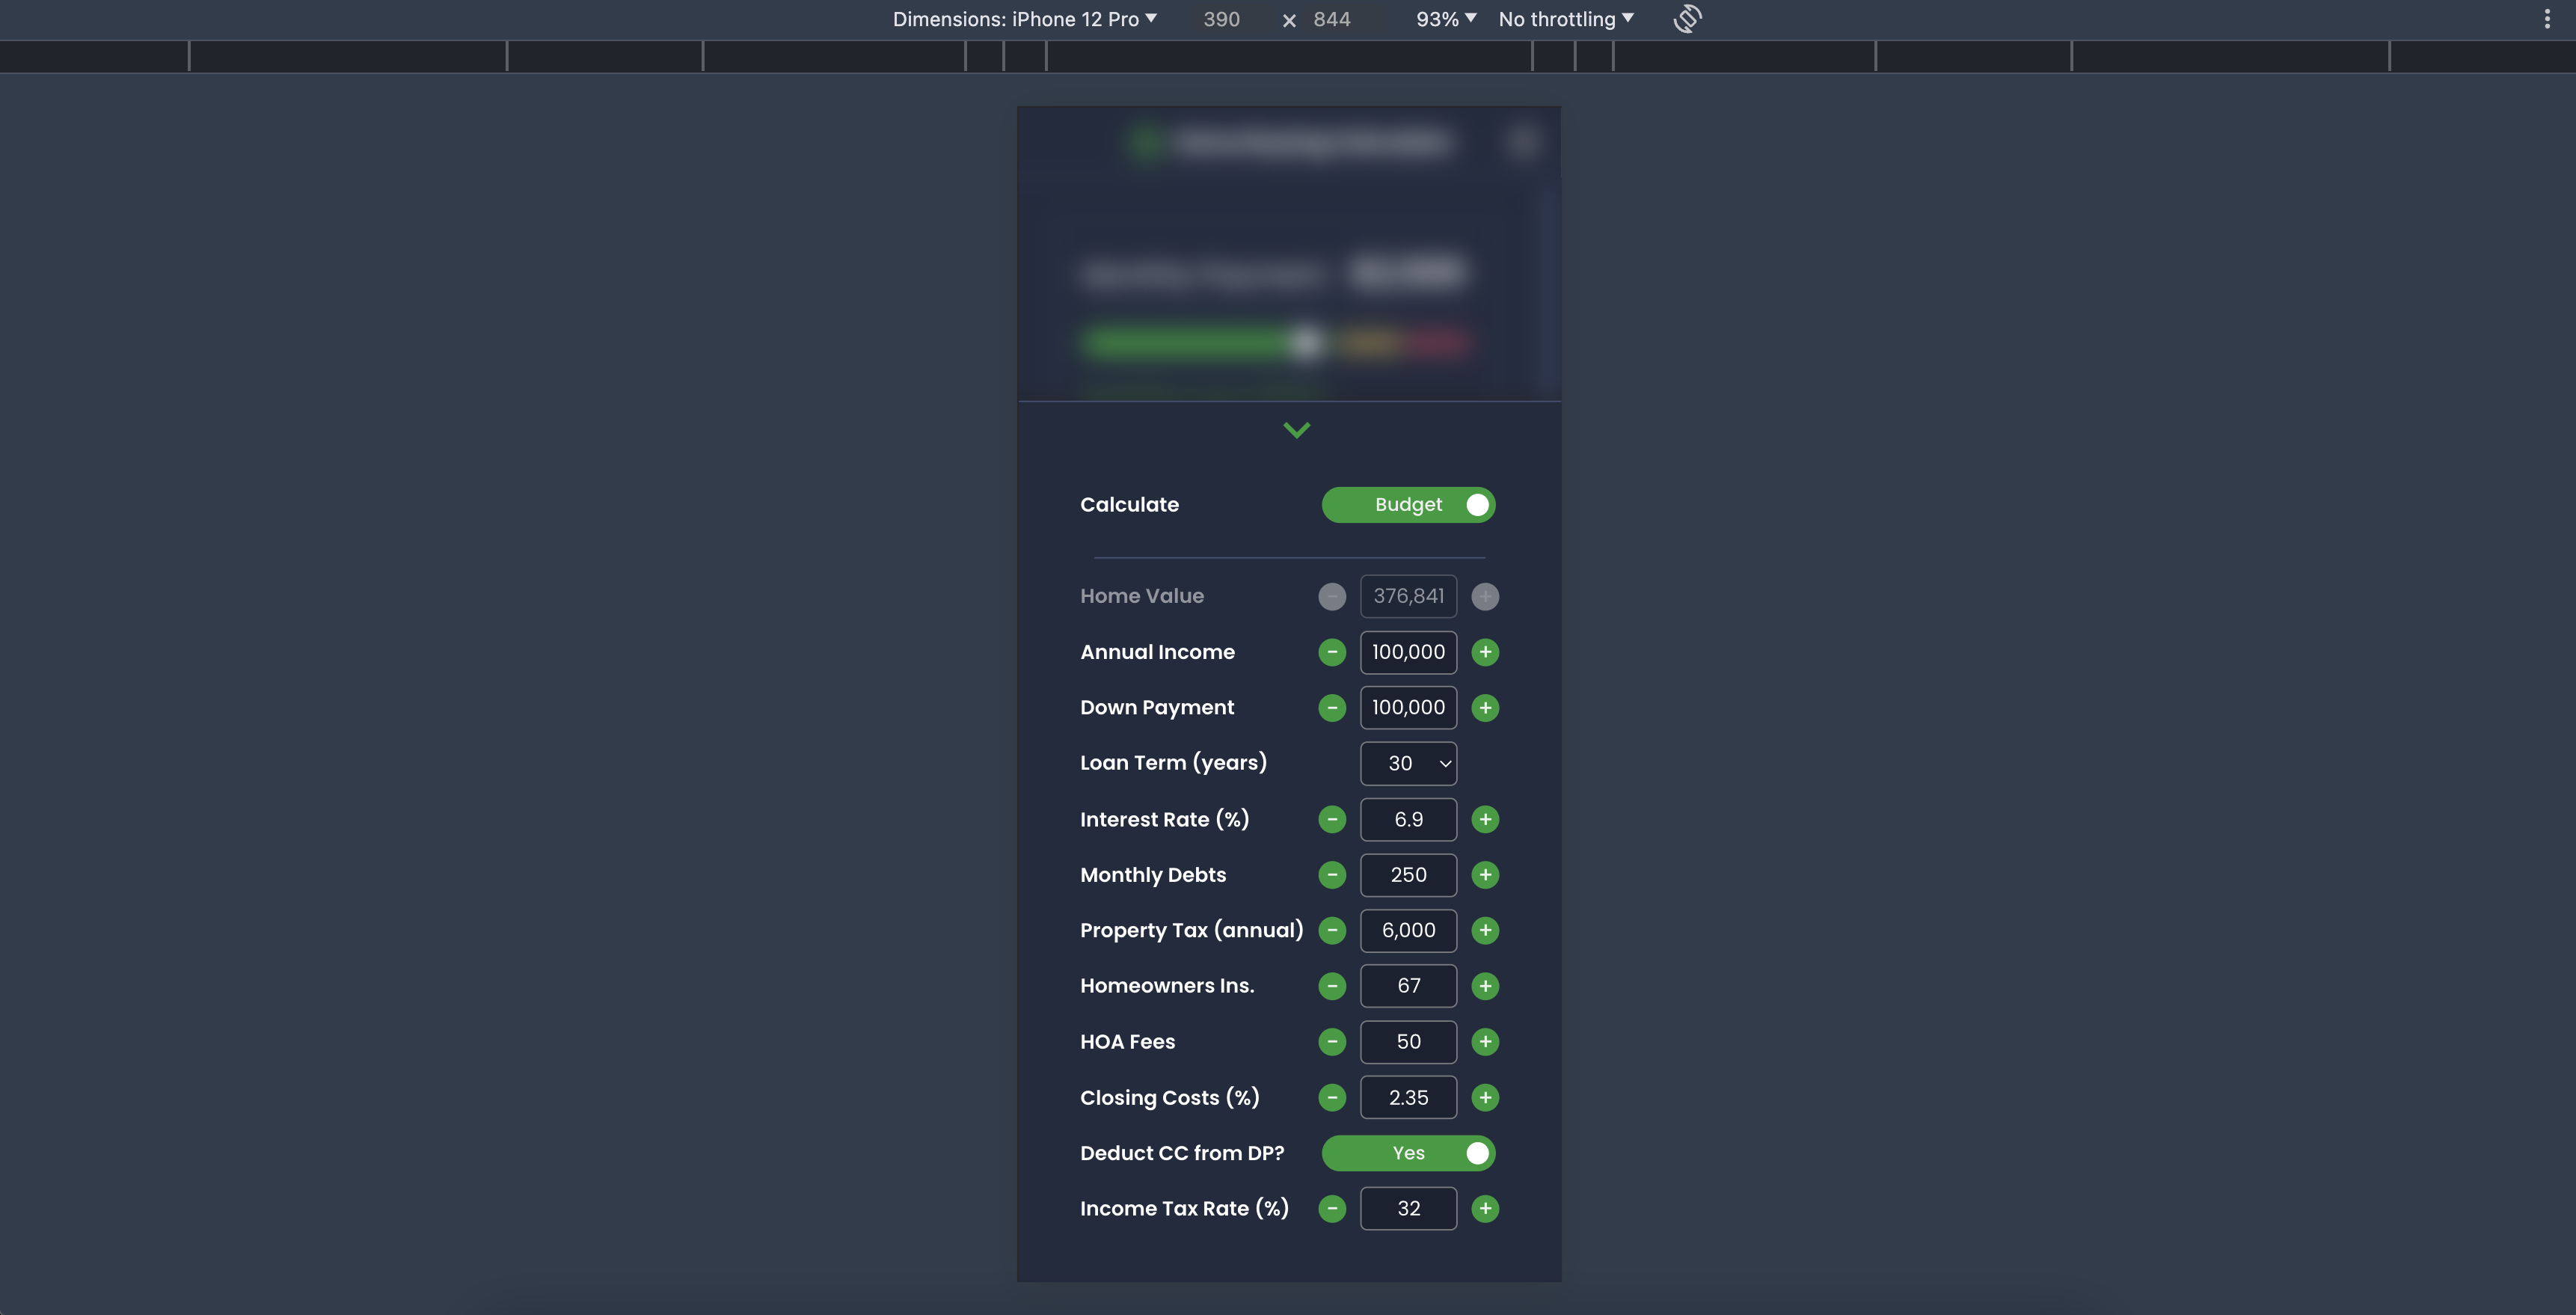 Dimensions: iPhone 12 Pro ▼ 390 × 844 93% ▼ No throttling ▼
Calculate Budget
Home Value − 376,841 +
Annual Income − 100,000 +
Down Payment − 100,000 +
Loan Term (years) 30
Interest Rate (%) − 6.9 +
Monthly Debts − 250 +
Property Tax (annual) − 6,000 +
Homeowners Ins. − 67 +
HOA Fees − 50 +
Closing Costs (%) − 2.35 +
Deduct CC from DP? Yes
Income Tax Rate (%) − 32 +